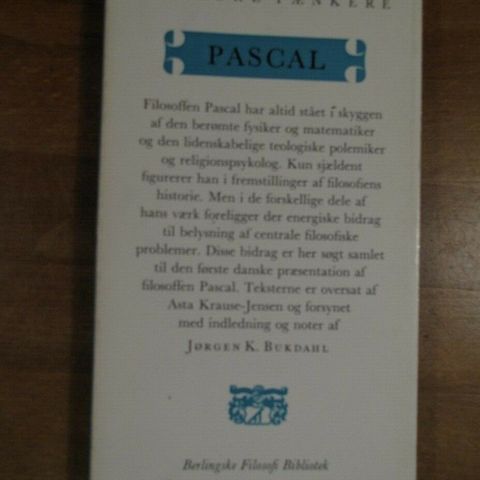 TÆNKERE
PASCAL
Filosoffen Pascal har altid stået i skyggen
af den berømte fysiker og matematiker
og den lidenskabelige teologiske polemiker
og religionspsykolog. Kun sjældent
figurerer han i fremstillinger af filosofiens
historie. Men i de forskellige dele af
hans værk foreligger der energiske bidrag
til belysning af centrale filosofiske
problemer. Disse bidrag er her søgt samlet
til den første danske præsentation af
filosoffen Pascal. Teksterne er oversat af
Asta Krause-Jensen og forsynet
med indledning og noter af
JØRGEN K. BUKDAHL
Berlingske Filosofi Bibliotek